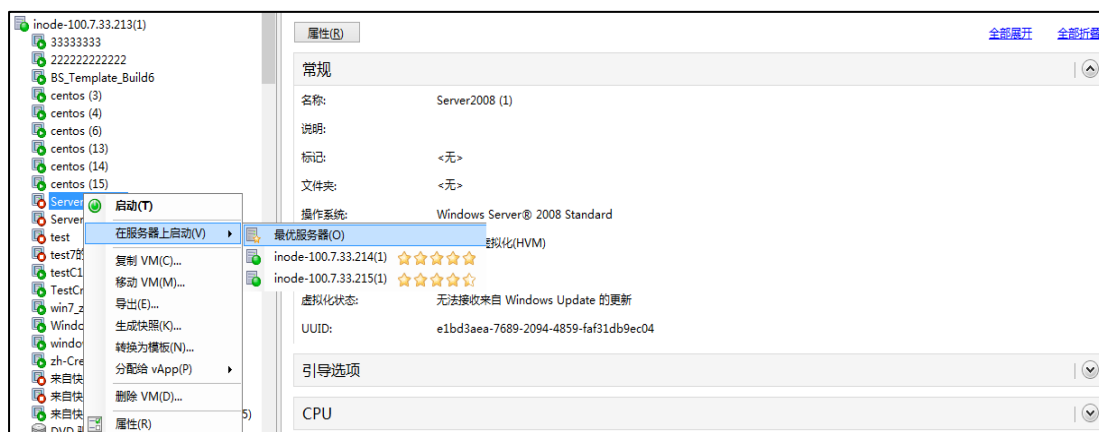 inode-100.7.33.213(1)
33333333
222222222222
BS_Template_Build6
centos (3)
centos (4)
centos (6)
centos (13)
centos (14)
centos (15)
Server
Server
test
test7的
testC1
TestCr
win7_z
Windo
windo
zh-Cre
来自快
来自快
来自快
5)
启动(T)
在服务器上启动(V)
复制 VM(C)...
移动 VM(M)...
导出(E)...
生成快照(K)...
转换为模板(N)...
分配给 vApp(P)
删除 VM(D)...
属性(R)
最优服务器(O)
inode-100.7.33.214(1)
inode-100.7.33.215(1)
属性(R)
全部展开 全部折叠
常规
名称: Server2008 (1)
说明:
标记: <无>
文件夹: <无>
操作系统: Windows Server® 2008 Standard
虚拟化(HVM)
虚拟化状态: 无法接收来自 Windows Update 的更新
UUID: e1bd3aea-7689-2094-4859-faf31db9ec04
引导选项
CPU